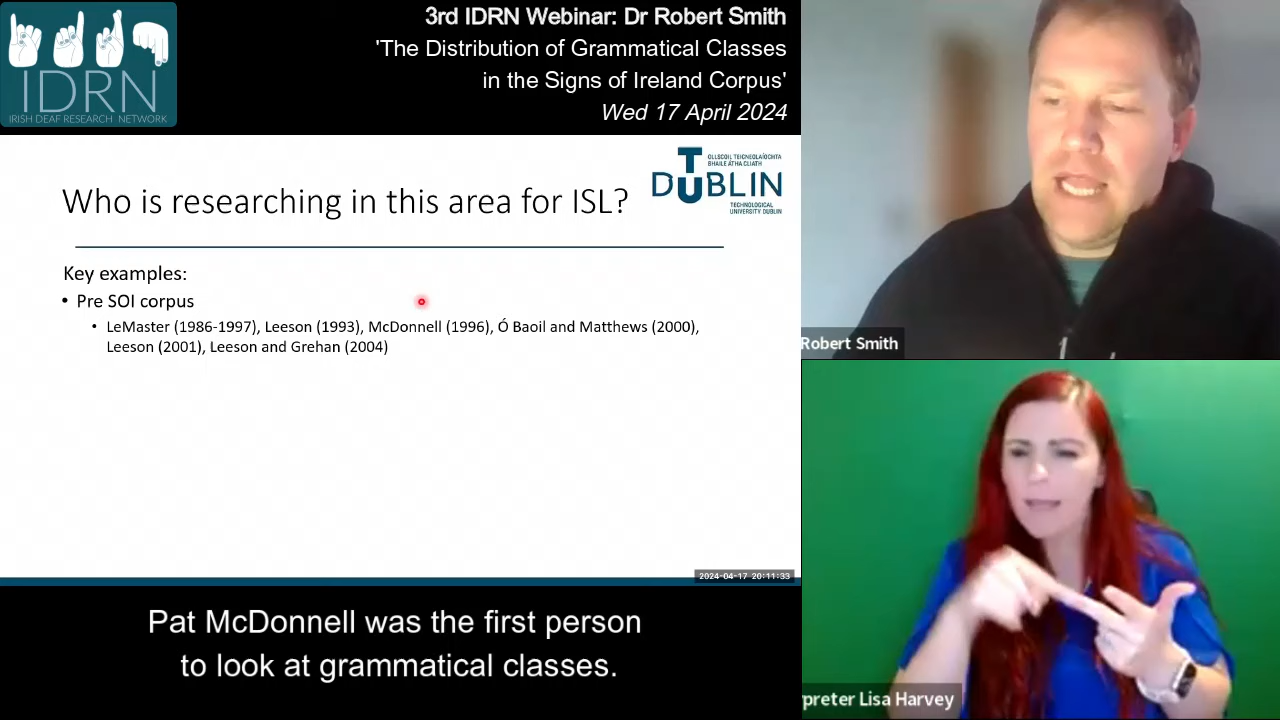 IDRN
IRISH DEAF RESEARCH NETWORK
3rd IDRN Webinar: Dr Robert Smith
'The Distribution of Grammatical Classes
in the Signs of Ireland Corpus'
Wed 17 April 2024
Who is researching in this area for ISL?
OLLSCOIL TEICNEOLAÍOCHTA
BHAILE ÁTHA CLIATH
TU DUBLIN
TECHNOLOGICAL
UNIVERSITY DUBLIN
Key examples:
• Pre SOI corpus
• LeMaster (1986-1997), Leeson (1993), McDonnell (1996), Ó Baoil and Matthews (2000),
Leeson (2001), Leeson and Grehan (2004)
2024-04-17 20:11:33
Pat McDonnell was the first person
to look at grammatical classes.
Robert Smith
preter Lisa Harvey